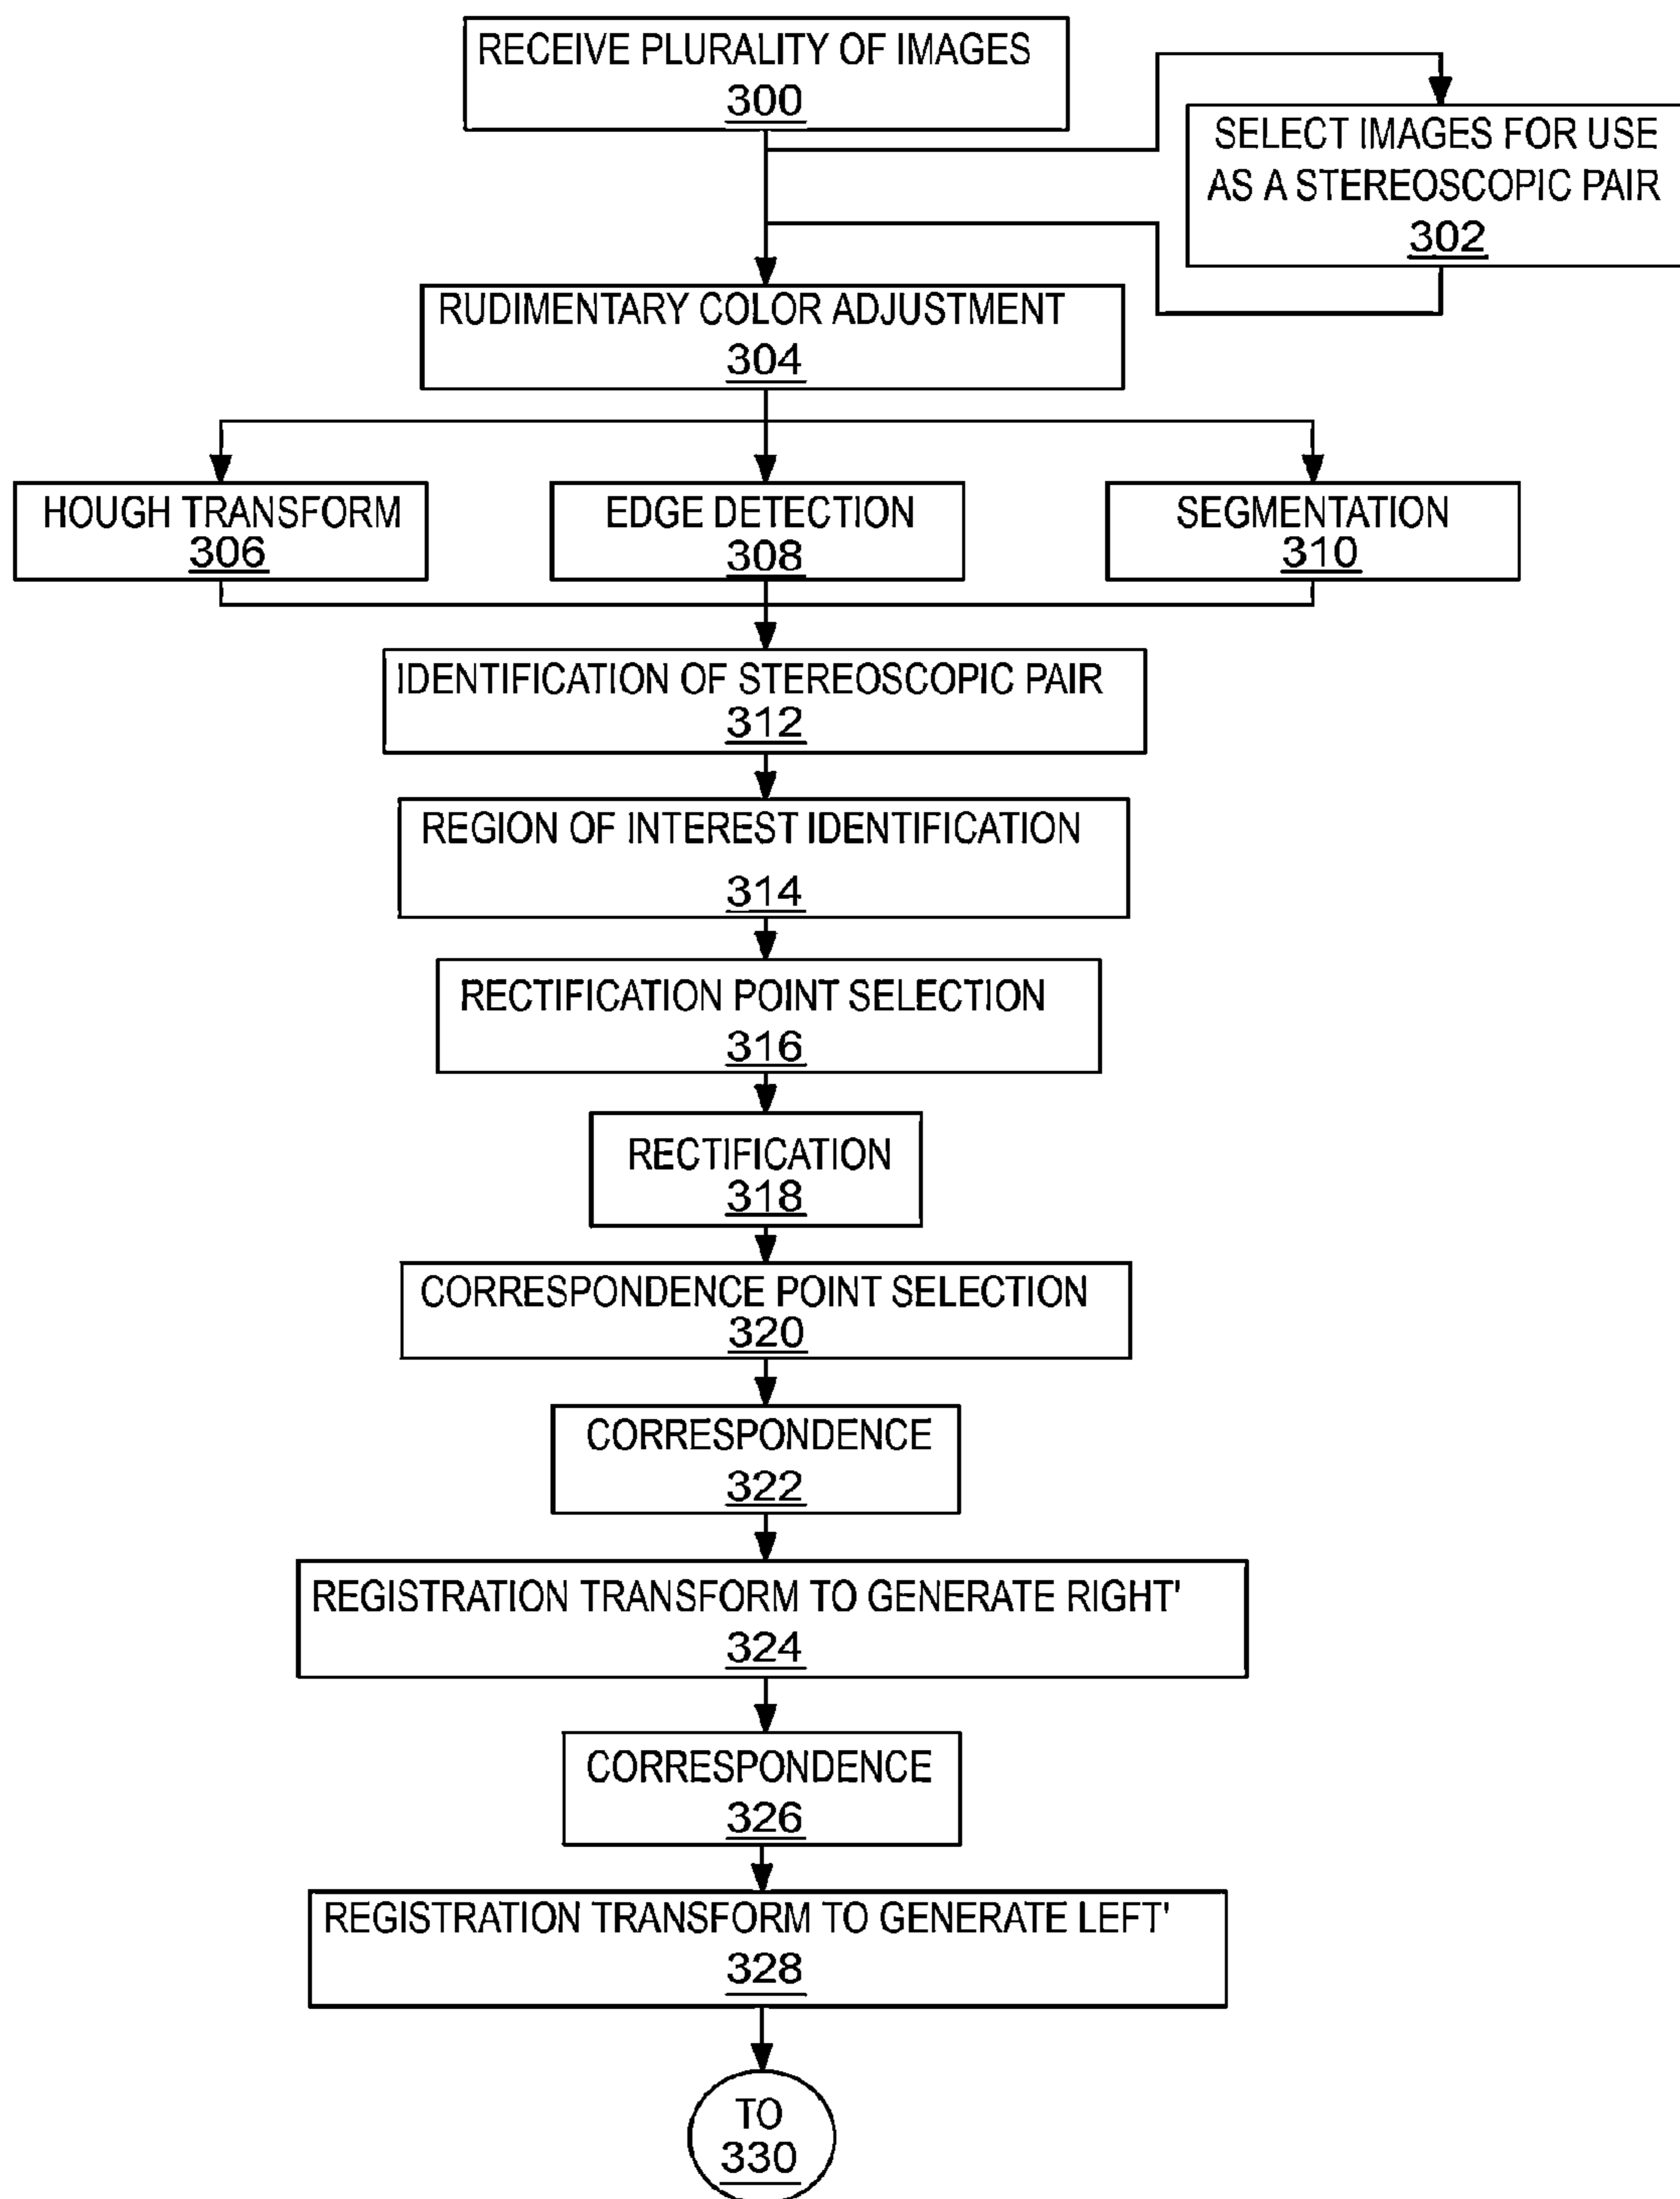 RECEIVE PLURALITY OF IMAGES
300
SELECT IMAGES FOR USE
AS A STEREOSCOPIC PAIR
302
RUDIMENTARY COLOR ADJUSTMENT
304
HOUGH TRANSFORM
306
EDGE DETECTION
308
SEGMENTATION
310
IDENTIFICATION OF STEREOSCOPIC PAIR
312
REGION OF INTEREST IDENTIFICATION
314
RECTIFICATION POINT SELECTION
316
RECTIFICATION
318
CORRESPONDENCE POINT SELECTION
320
CORRESPONDENCE
322
REGISTRATION TRANSFORM TO GENERATE RIGHT'
324
CORRESPONDENCE
326
REGISTRATION TRANSFORM TO GENERATE LEFT'
328
TO
330